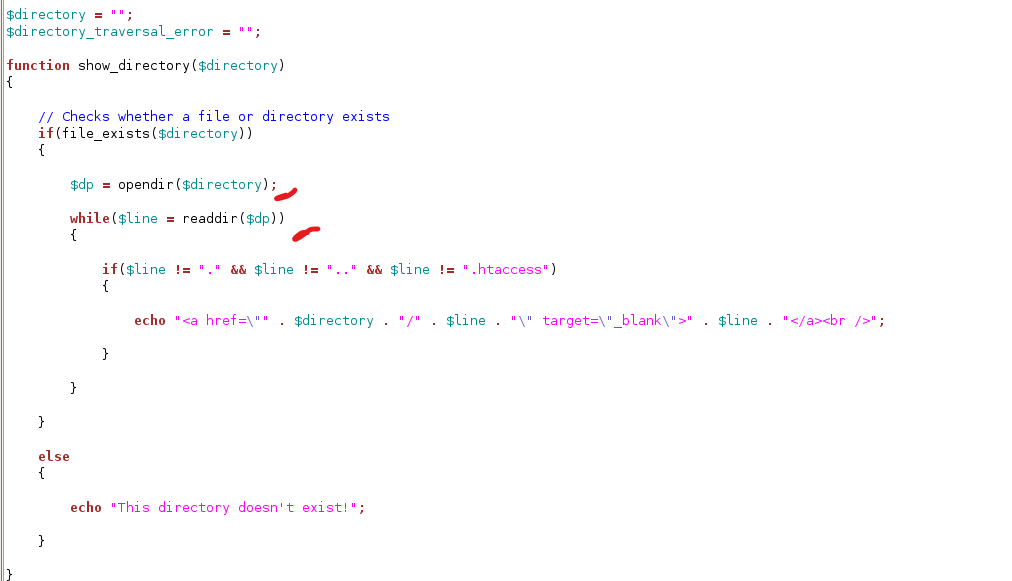 $directory = "";
$directory_traversal_error = "";
function show_directory($directory)
{
// Checks whether a file or directory exists
if(file_exists($directory))
{
$dp = opendir($directory);
while($line = readdir($dp))
{
if($line != "." && $line != ".." && $line != ".htaccess")
{
echo "<a href=\"" . $directory . "/" . $line . "\" target=\"_blank\">" . $line . "</a><br />";
}
}
}
else
{
echo "This directory doesn't exist!";
}
}